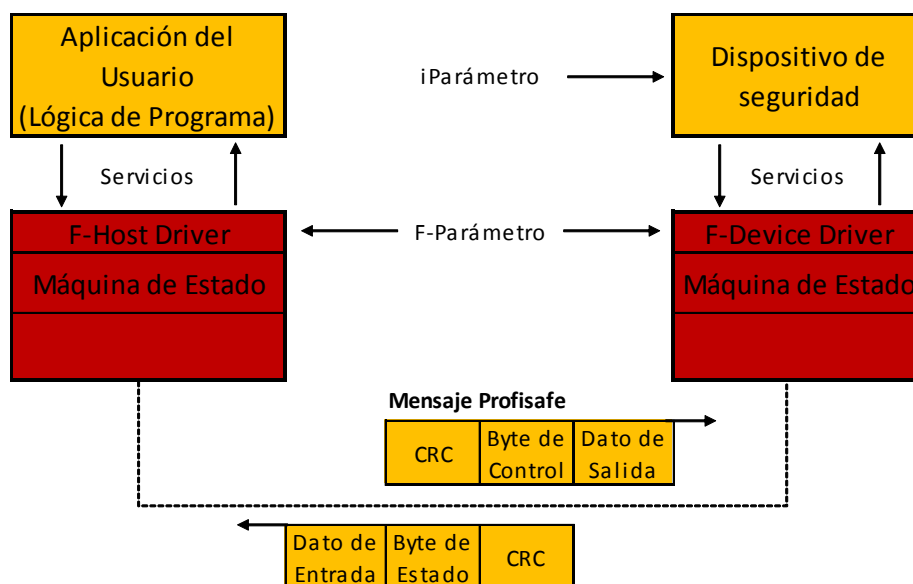 Aplicación del
Usuario
(Lógica de Programa)
iParámetro
Dispositivo de
seguridad
Servicios
Servicios
F-Host Driver
F-Parámetro
F-Device Driver
Máquina de Estado
Máquina de Estado
Mensaje Profisafe
CRC
Byte de
Control
Dato de
Salida
Dato de
Entrada
Byte de
Estado
CRC